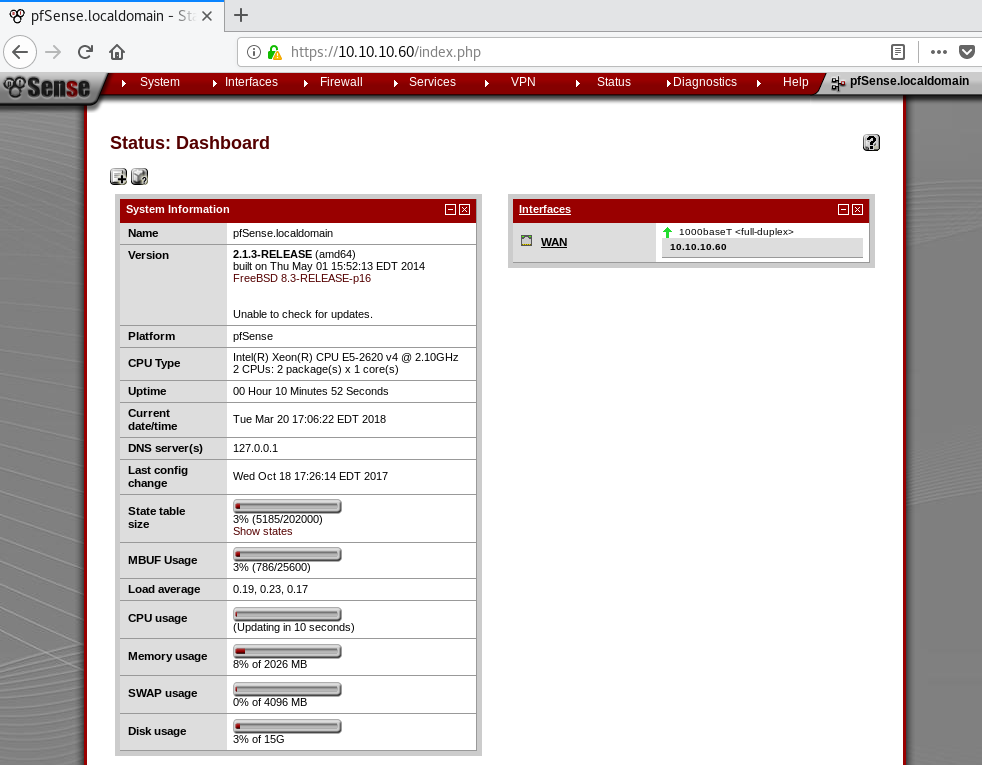 pfSense.localdomain - Sta
https://10.10.10.60/index.php
Sense
System
Interfaces
Firewall
Services
VPN
Status
Diagnostics
Help
pfSense.localdomain
Status: Dashboard
System Information
Name
pfSense.localdomain
Version
2.1.3-RELEASE (amd64)
built on Thu May 01 15:52:13 EDT 2014
FreeBSD 8.3-RELEASE-p16
Unable to check for updates.
Platform
pfSense
CPU Type
Intel(R) Xeon(R) CPU E5-2620 v4 @ 2.10GHz
2 CPUs: 2 package(s) x 1 core(s)
Uptime
00 Hour 10 Minutes 52 Seconds
Current
date/time
Tue Mar 20 17:06:22 EDT 2018
DNS server(s)
127.0.0.1
Last config
change
Wed Oct 18 17:26:14 EDT 2017
State table
size
3% (5185/202000)
Show states
MBUF Usage
3% (786/25600)
Load average
0.19, 0.23, 0.17
CPU usage
(Updating in 10 seconds)
Memory usage
8% of 2026 MB
SWAP usage
0% of 4096 MB
Disk usage
3% of 15G
Interfaces
WAN
1000baseT <full-duplex>
10.10.10.60